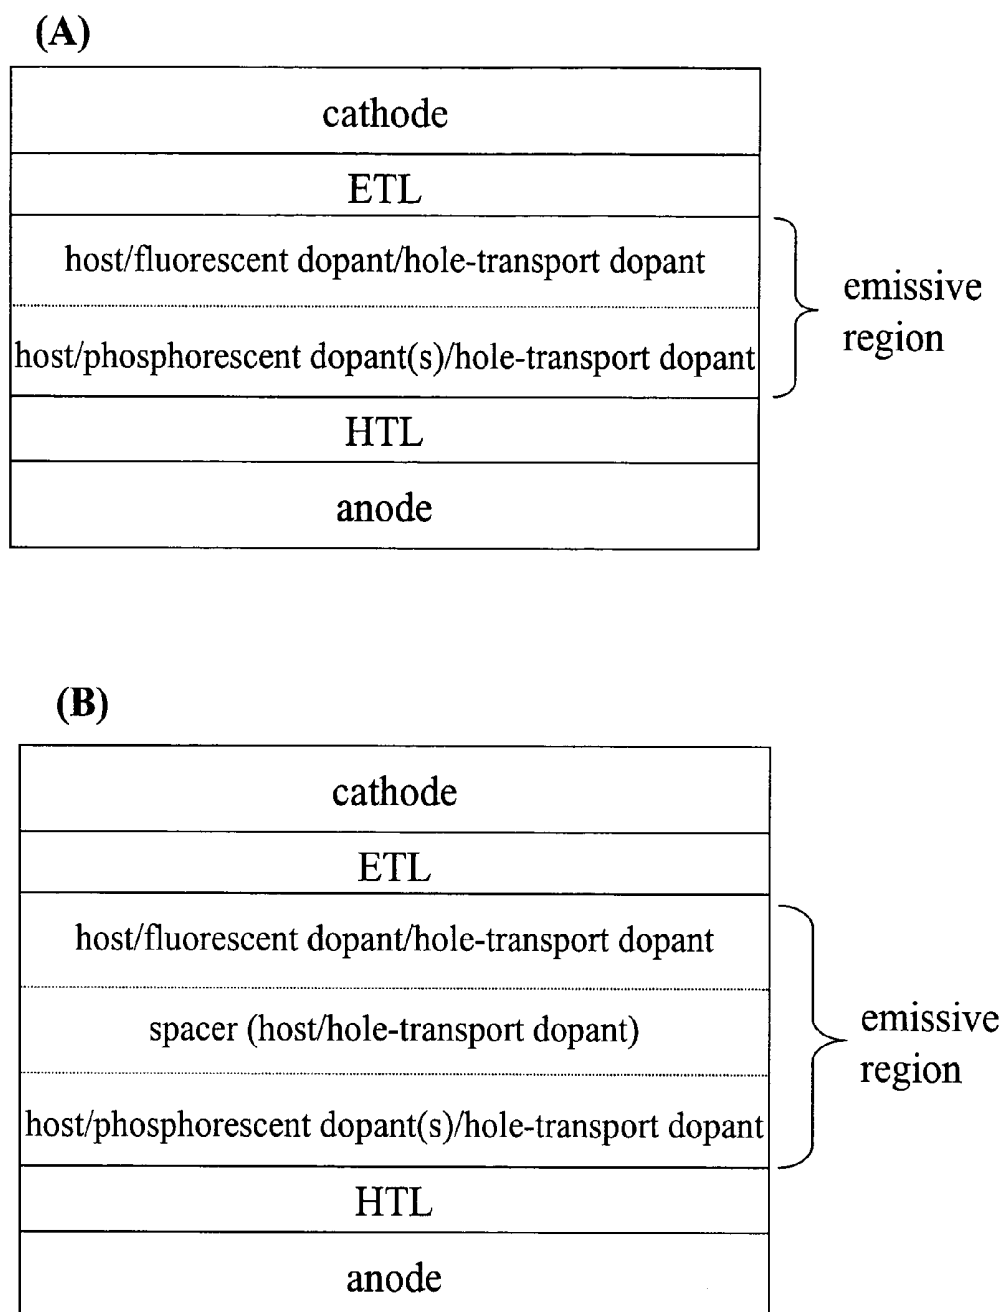 (A)
cathode
ETL
host/fluorescent dopant/hole-transport dopant
host/phosphorescent dopant(s)/hole-transport dopant
HTL
anode
emissive
region
(B)
cathode
ETL
host/fluorescent dopant/hole-transport dopant
spacer (host/hole-transport dopant)
host/phosphorescent dopant(s)/hole-transport dopant
HTL
anode
emissive
region